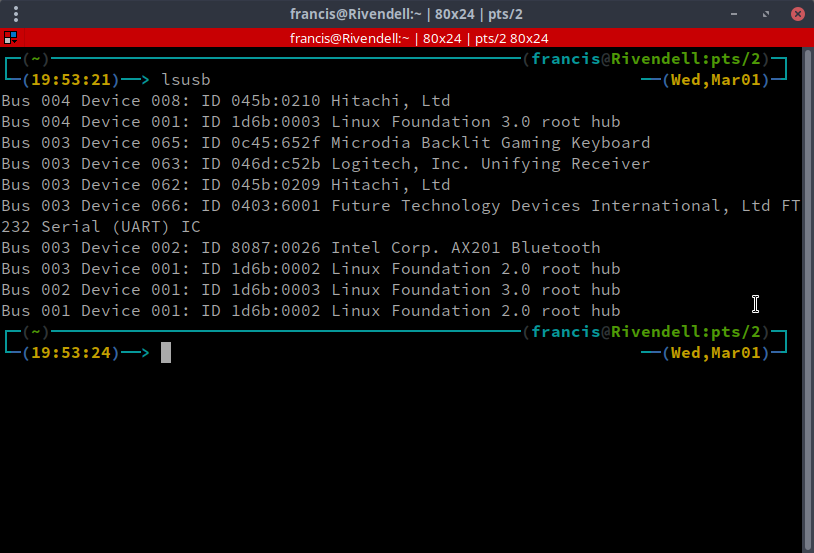 francis@Rivendell:~ | 80x24 | pts/2
francis@Rivendell:~ | 80x24 | pts/2 80x24
(~) (francis@Rivendell:pts/2)
(19:53:21)──> lsusb (Wed,Mar01)
Bus 004 Device 008: ID 045b:0210 Hitachi, Ltd
Bus 004 Device 001: ID 1d6b:0003 Linux Foundation 3.0 root hub
Bus 003 Device 065: ID 0c45:652f Microdia Backlit Gaming Keyboard
Bus 003 Device 063: ID 046d:c52b Logitech, Inc. Unifying Receiver
Bus 003 Device 062: ID 045b:0209 Hitachi, Ltd
Bus 003 Device 066: ID 0403:6001 Future Technology Devices International, Ltd FT
232 Serial (UART) IC
Bus 003 Device 002: ID 8087:0026 Intel Corp. AX201 Bluetooth
Bus 003 Device 001: ID 1d6b:0002 Linux Foundation 2.0 root hub
Bus 002 Device 001: ID 1d6b:0003 Linux Foundation 3.0 root hub
Bus 001 Device 001: ID 1d6b:0002 Linux Foundation 2.0 root hub
(~) (francis@Rivendell:pts/2)
(19:53:24)──> (Wed,Mar01)